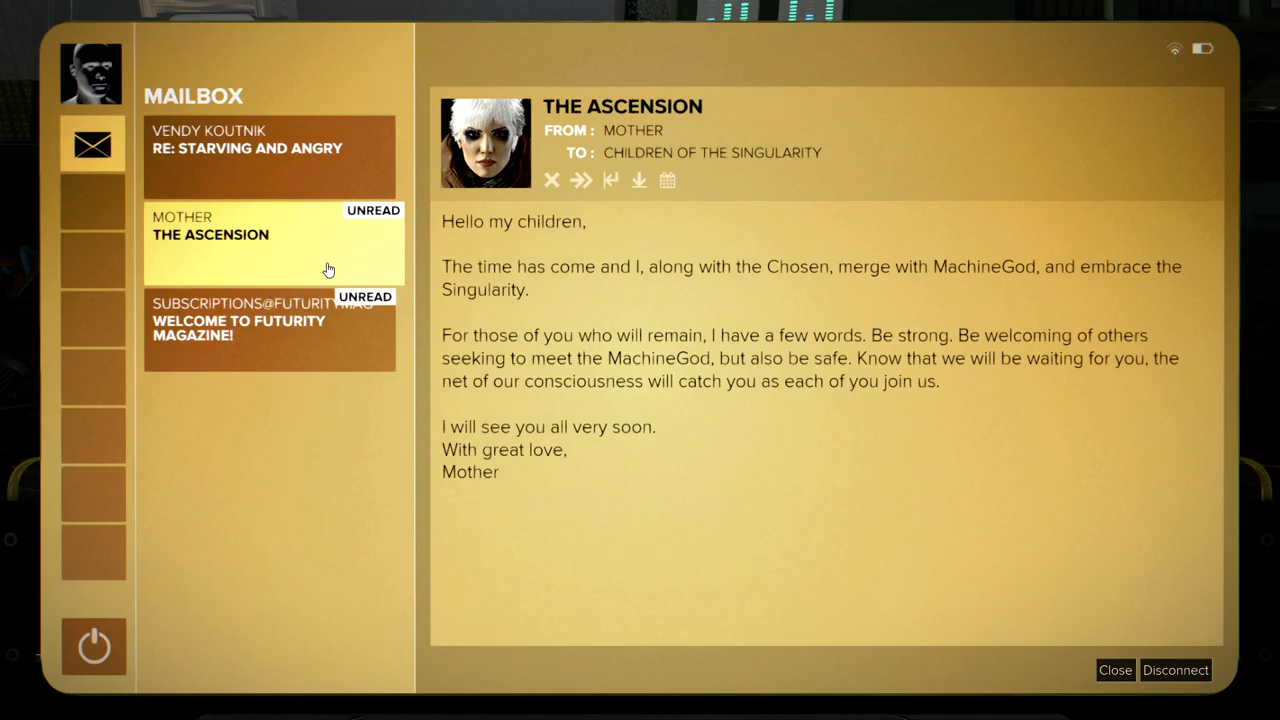 MAILBOX
VENDY KOUTNIK
RE: STARVING AND ANGRY
UNREAD
MOTHER
THE ASCENSION
UNREAD
SUBSCRIPTIONS@FUTURITY.MAG
WELCOME TO FUTURITY
MAGAZINE!
THE ASCENSION
FROM : MOTHER
TO : CHILDREN OF THE SINGULARITY
Hello my children,
The time has come and I, along with the Chosen, merge with MachineGod, and embrace the
Singularity.
For those of you who will remain, I have a few words. Be strong. Be welcoming of others
seeking to meet the MachineGod, but also be safe. Know that we will be waiting for you, the
net of our consciousness will catch you as each of you join us.
I will see you all very soon.
With great love,
Mother
Close Disconnect